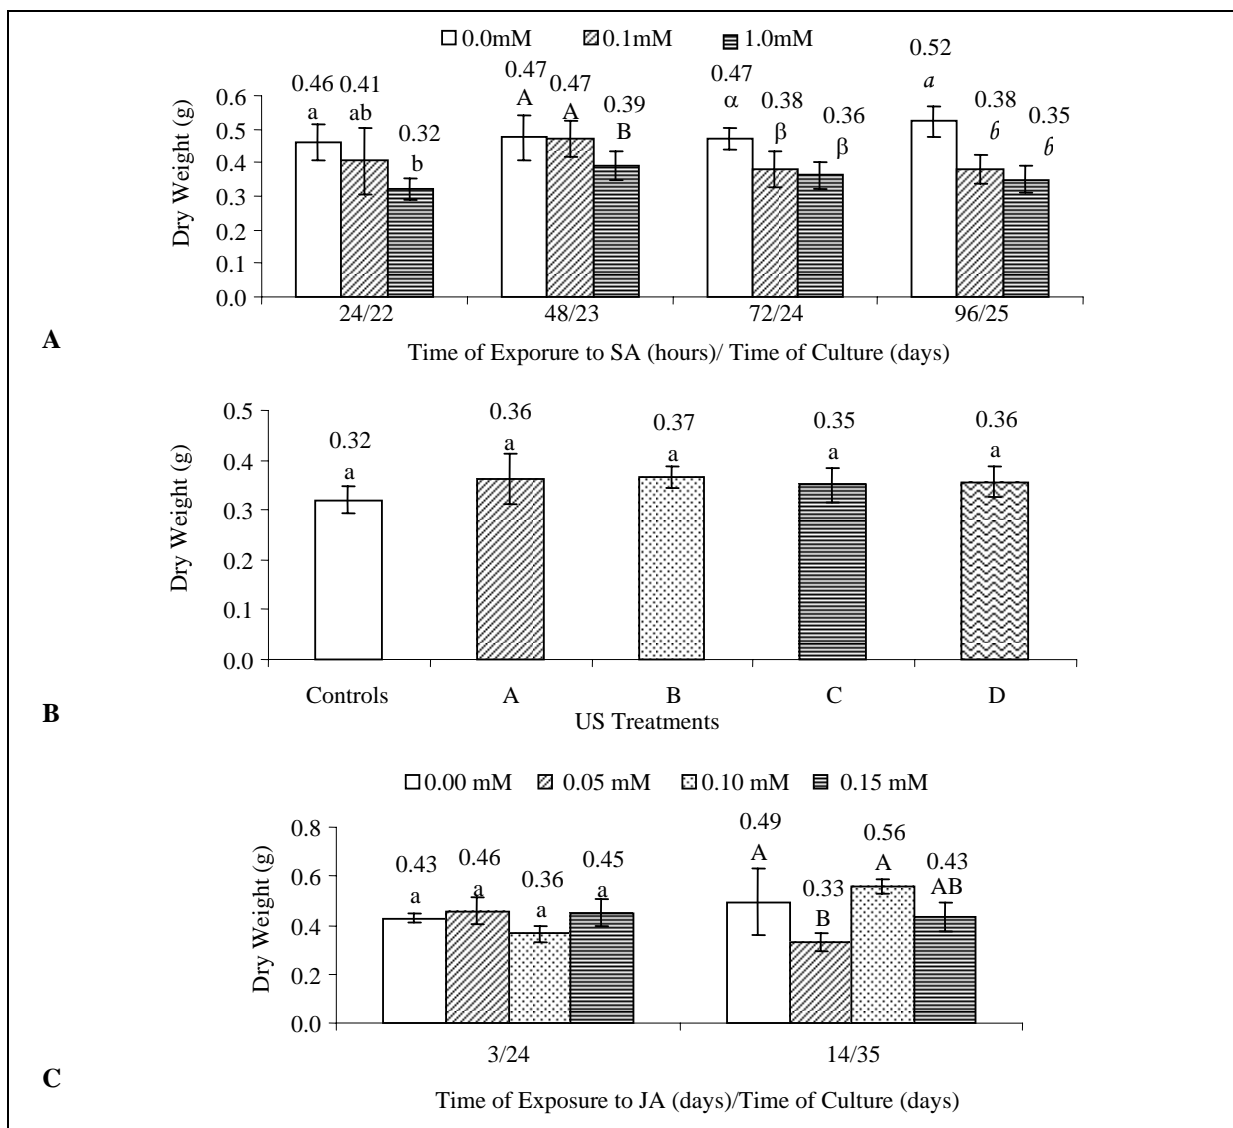 0.0mM 0.1mM 1.0mM
0.46 0.41 0.32 0.47 0.47 0.39 0.47 0.38 0.36 0.52 0.38 0.35
a ab b A A B α β β a b b
Dry Weight (g)
0.6
0.5
0.4
0.3
0.2
0.1
0.0
24/22 48/23 72/24 96/25
A
Time of Exporure to SA (hours)/ Time of Culture (days)
0.32 0.36 0.37 0.35 0.36
a a a a a
Dry Weight (g)
0.5
0.4
0.3
0.2
0.1
0.0
Controls A B C D
B
US Treatments
0.00 mM 0.05 mM 0.10 mM 0.15 mM
0.43 0.46 0.36 0.45 0.49 0.33 0.56 0.43
a a a a A B A AB
Dry Weight (g)
0.8
0.6
0.4
0.2
0.0
3/24 14/35
C
Time of Exposure to JA (days)/Time of Culture (days)